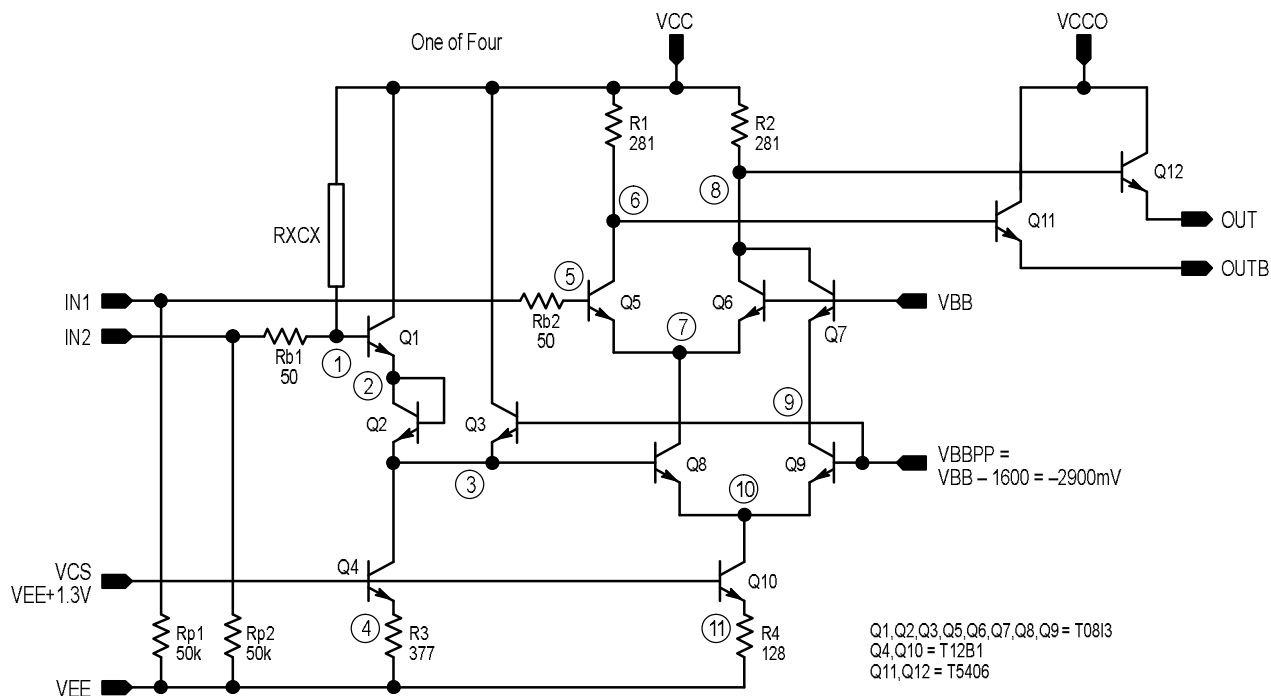 VCC
VCCO
One of Four
R1
281
R2
281
Q12
8
6
RXCX
Q11
OUT
OUTB
5
IN1
Q5
Q6
VBB
Rb2
50
Q7
IN2
Q1
7
Rb1
50
1
2
9
Q2
Q3
VBBPP =
VBB – 1600 = –2900mV
Q8
Q9
3
10
VCS
VEE+1.3V
Q4
Q10
4
11
Rp1
50k
Rp2
50k
R3
377
R4
128
Q1,Q2,Q3,Q5,Q6,Q7,Q8,Q9 = T08I3
Q4,Q10 = T12B1
Q11,Q12 = T5406
VEE